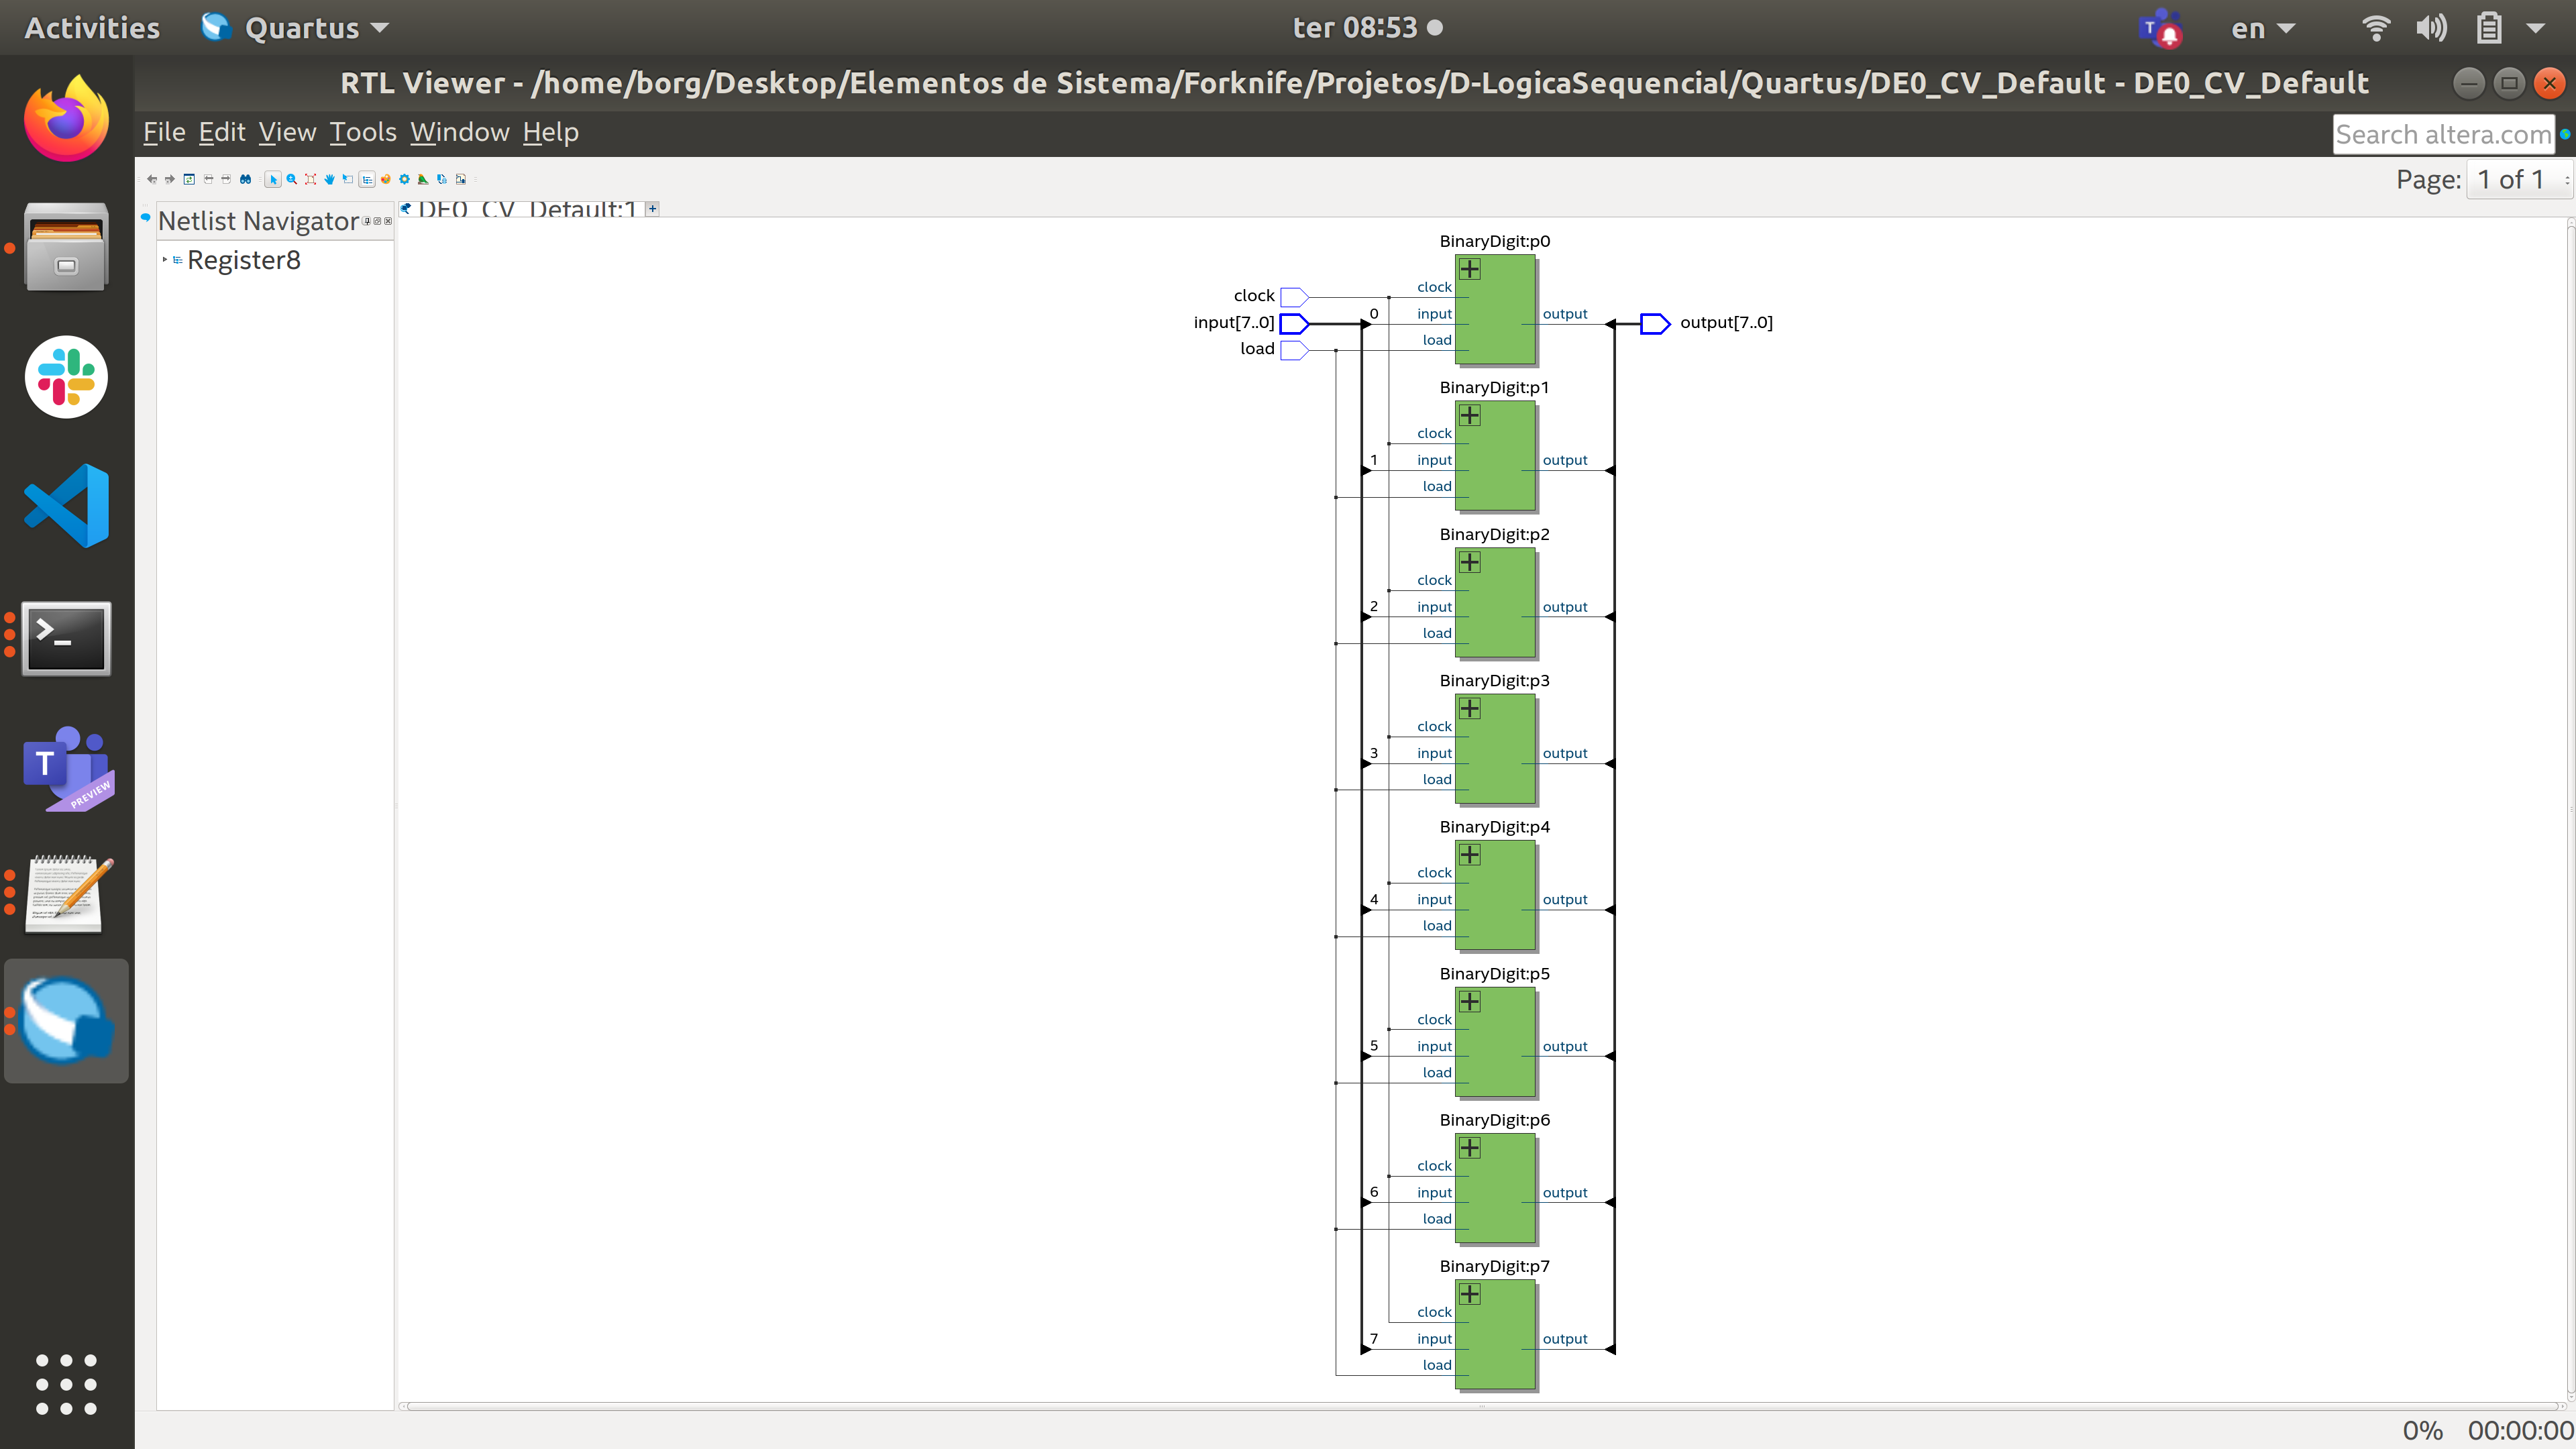 Activities Quartus ter 08:53 en
RTL Viewer - /home/borg/Desktop/Elementos de Sistema/Forknife/Projetos/D-LogicaSequencial/Quartus/DE0_CV_Default - DE0_CV_Default
File Edit View Tools Window Help Search altera.com
Page: 1 of 1
Netlist Navigator DE0_CV_Default:1
Register8
BinaryDigit:p0
clock clock
input[7..0] 0 input output output[7..0]
load load
BinaryDigit:p1
clock
1 input output
load
BinaryDigit:p2
clock
2 input output
load
BinaryDigit:p3
clock
3 input output
load
BinaryDigit:p4
clock
4 input output
load
BinaryDigit:p5
clock
5 input output
load
BinaryDigit:p6
clock
6 input output
load
BinaryDigit:p7
clock
7 input output
load
T
PREVIEW
0% 00:00:00